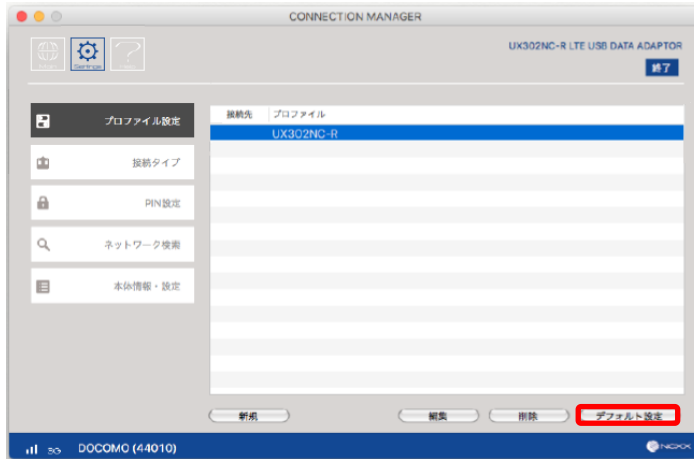 CONNECTION MANAGER
UX302NC-R LTE USB DATA ADAPTOR
Settings
終了
プロファイル設定
接続先 プロファイル
UX302NC-R
接続タイプ
PIN設定
ネットワーク検索
本体情報・設定
新規 編集 削除 デフォルト設定
3G DOCOMO (44010)
NCXX